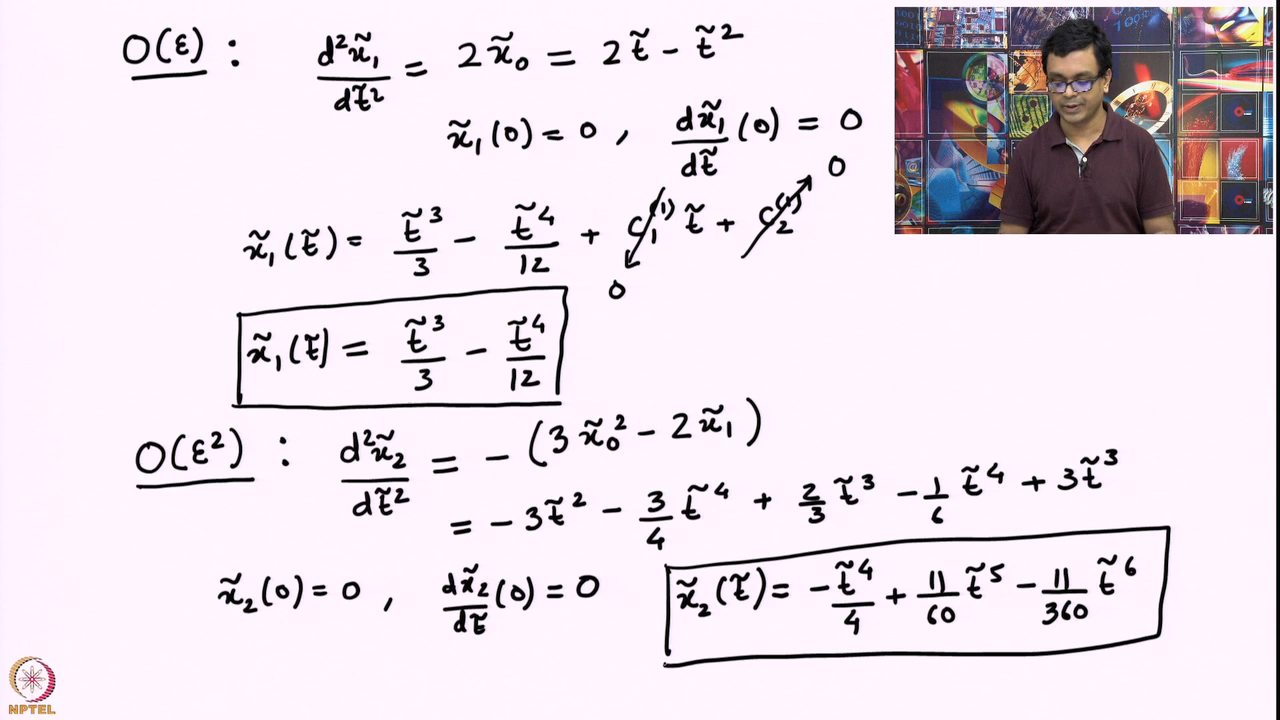 O(ε) : d²x̃₁/dt̃² = 2x̃₀ = 2t̃ - t̃²
x̃₁(0) = 0 , dx̃₁/dt̃ (0) = 0
x̃₁(t̃) = t̃³/3 - t̃⁴/12 + C₁⁽¹⁾ t̃ + C₂⁽¹⁾ 0
0
x̃₁(t̃) = t̃³/3 - t̃⁴/12
O(ε²) : d²x̃₂/dt̃² = - (3x̃₀² - 2x̃₁)
= - 3t̃² - 3/4 t̃⁴ + 2/3 t̃³ - 1/6 t̃⁴ + 3t̃³
x̃₂(0) = 0 , dx̃₂/dt̃ (0) = 0
x̃₂(t̃) = - t̃⁴/4 + 11/60 t̃⁵ - 11/360 t̃⁶
NPTEL